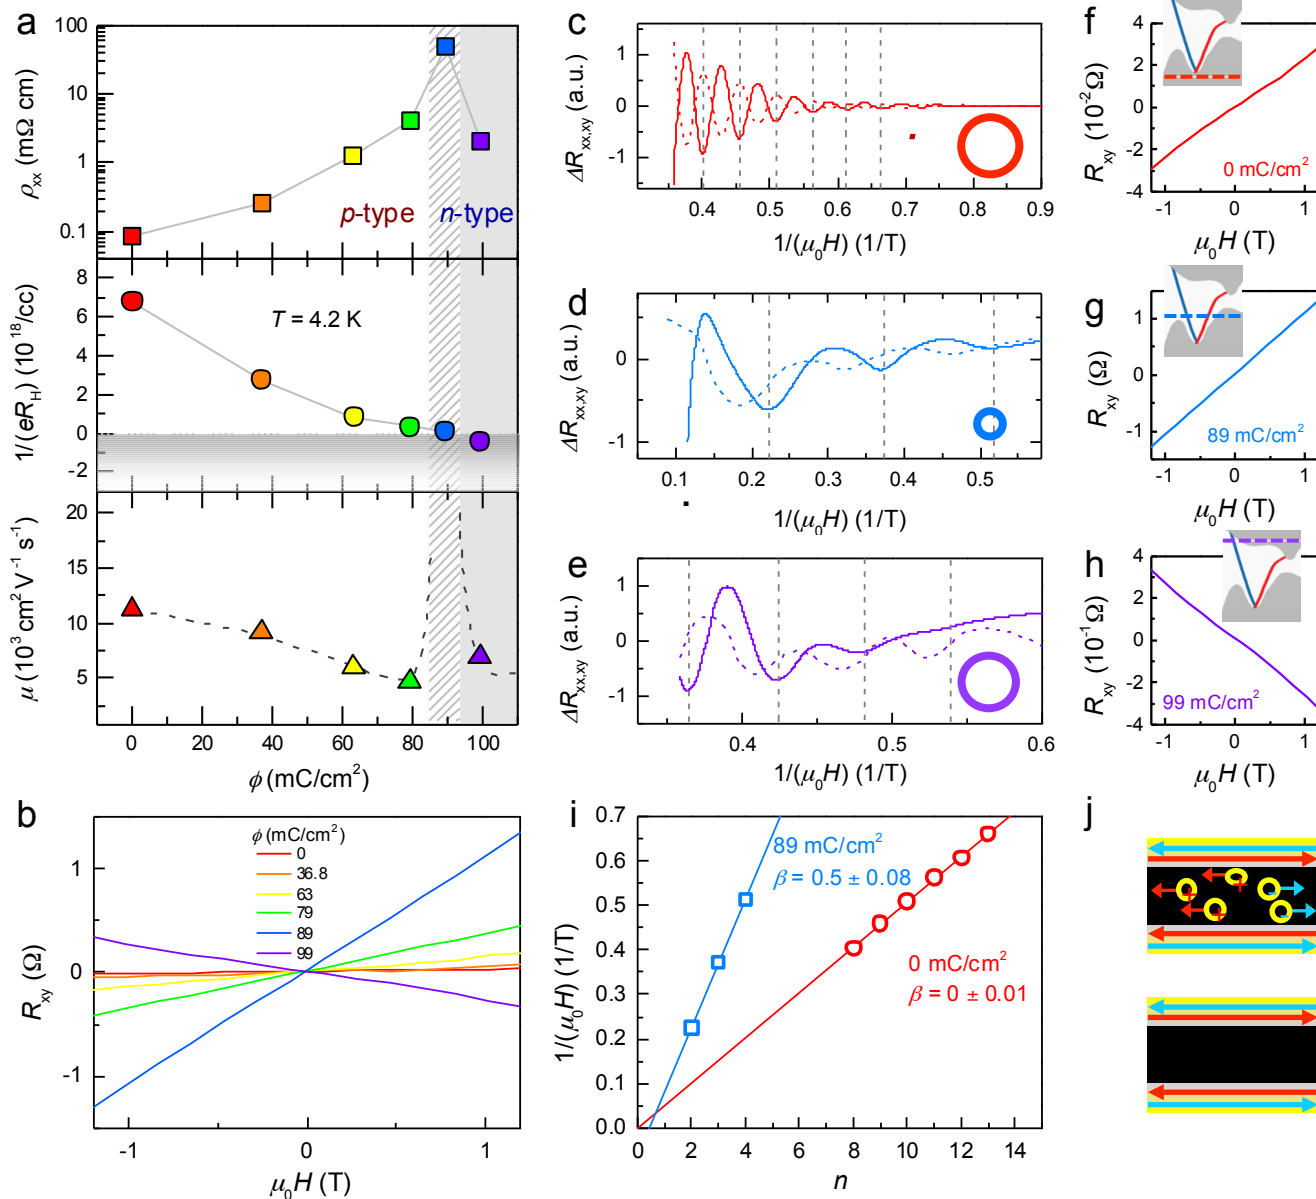 a
100
10
1
0.1
ρxx (mΩ cm)
p-type
n-type
8
6
4
2
0
-2
1/(eRH) (10^18/cc)
T = 4.2 K
20
15
10
5
μ (10^3 cm^2 V^-1 s^-1)
0 20 40 60 80 100
ϕ (mC/cm^2)
b
ϕ (mC/cm^2)
0
36.8
63
79
89
99
1
0
-1
Rxy (Ω)
-1 0 1
μ0H (T)
c
1
0
-1
ΔRxx,xy (a.u.)
0.4 0.5 0.6 0.7 0.8 0.9
1/(μ0H) (1/T)
d
0
-1
ΔRxx,xy (a.u.)
0.1 0.2 0.3 0.4 0.5
1/(μ0H) (1/T)
e
1
0
-1
ΔRxx,xy (a.u.)
0.4 0.5 0.6
1/(μ0H) (1/T)
f
4
2
0
-2
-4
Rxy (10^-2 Ω)
0 mC/cm^2
-1 0 1
μ0H (T)
g
1
0
-1
Rxy (Ω)
89 mC/cm^2
-1 0 1
μ0H (T)
h
4
2
0
-2
-4
Rxy (10^-1 Ω)
99 mC/cm^2
-1 0 1
μ0H (T)
i
0.7
0.6
0.5
0.4
0.3
0.2
0.1
0.0
1/(μ0H) (1/T)
89 mC/cm^2
β = 0.5 ± 0.08
0 mC/cm^2
β = 0 ± 0.01
0 2 4 6 8 10 12 14
n
j
+
+
+